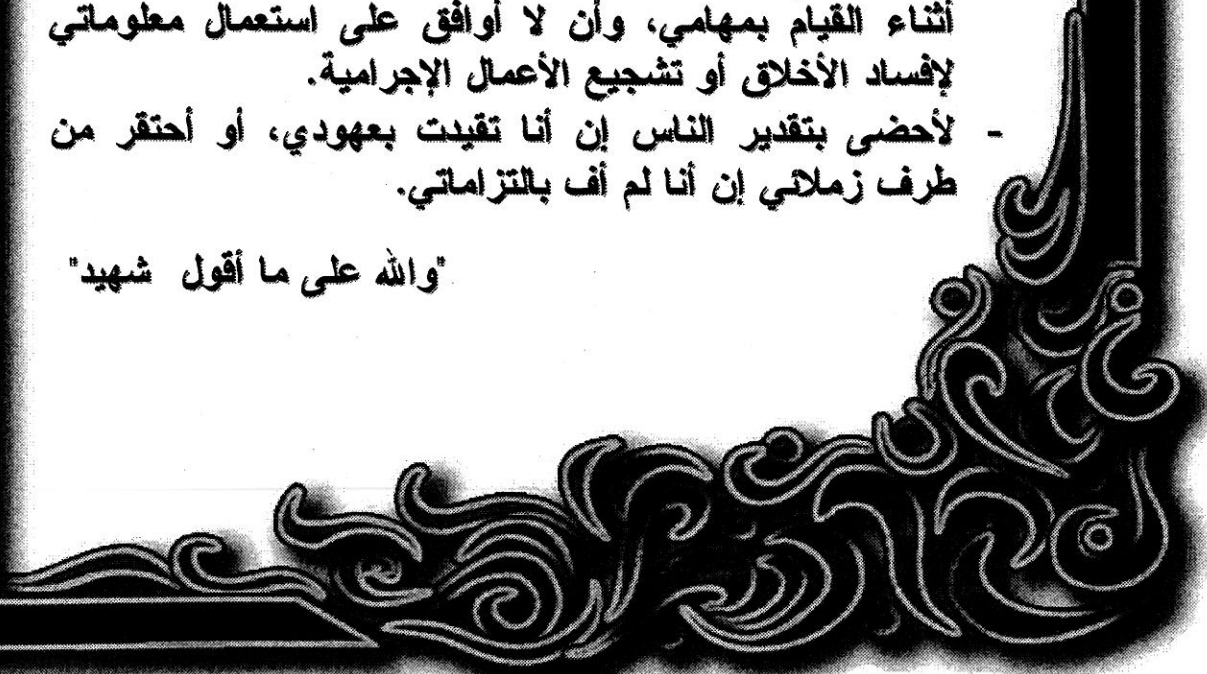 أثناء القيام بمهامي، وأن لا أوافق على استعمال معلوماتي
لإفساد الأخلاق أو تشجيع الأعمال الإجرامية.
- لأحضى بتقدير الناس إن أنا تقيدت بعهودي، أو أحتقر من
طرف زملائي إن أنا لم أف بالتزاماتي.
"والله على ما أقول شهيد"